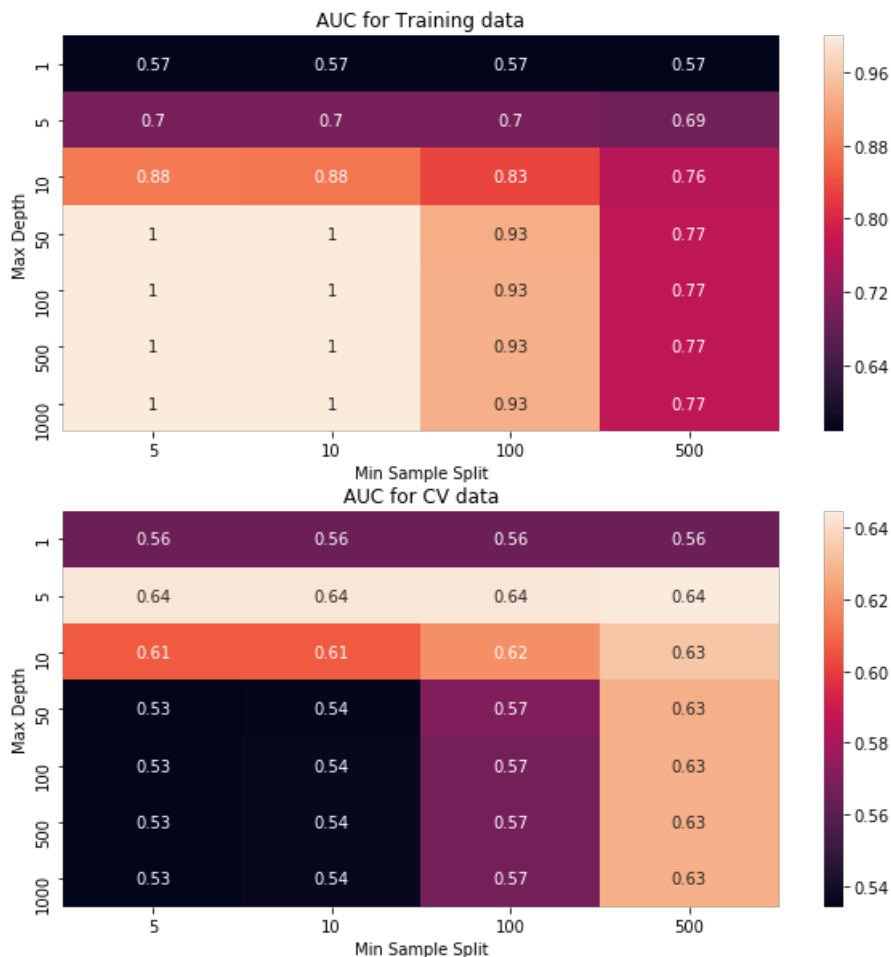 AUC for Training data
1 0.57 0.57 0.57 0.57
5 0.7 0.7 0.7 0.69
10 0.88 0.88 0.83 0.76
50 1 1 0.93 0.77
100 1 1 0.93 0.77
500 1 1 0.93 0.77
1000 1 1 0.93 0.77
Max Depth
5 10 100 500
Min Sample Split
0.96
0.88
0.80
0.72
0.64
AUC for CV data
1 0.56 0.56 0.56 0.56
5 0.64 0.64 0.64 0.64
10 0.61 0.61 0.62 0.63
50 0.53 0.54 0.57 0.63
100 0.53 0.54 0.57 0.63
500 0.53 0.54 0.57 0.63
1000 0.53 0.54 0.57 0.63
Max Depth
5 10 100 500
Min Sample Split
0.64
0.62
0.60
0.58
0.56
0.54